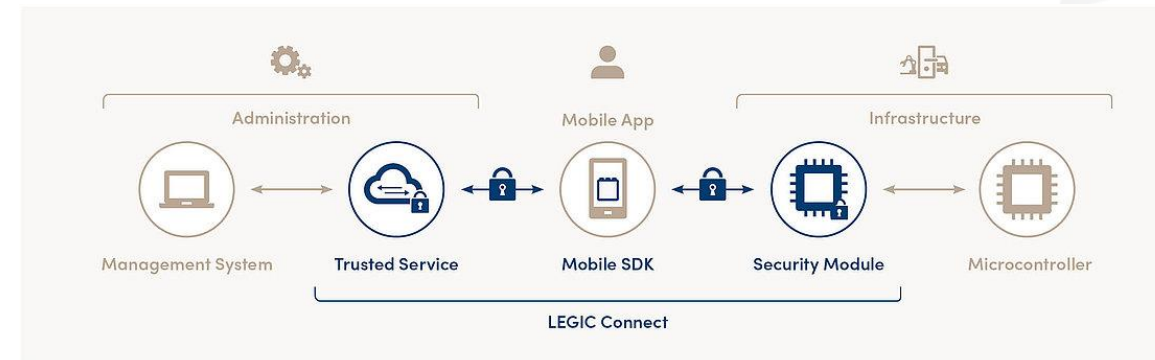 Administration
Mobile App
Infrastructure
Management System
Trusted Service
Mobile SDK
Security Module
Microcontroller
LEGIC Connect